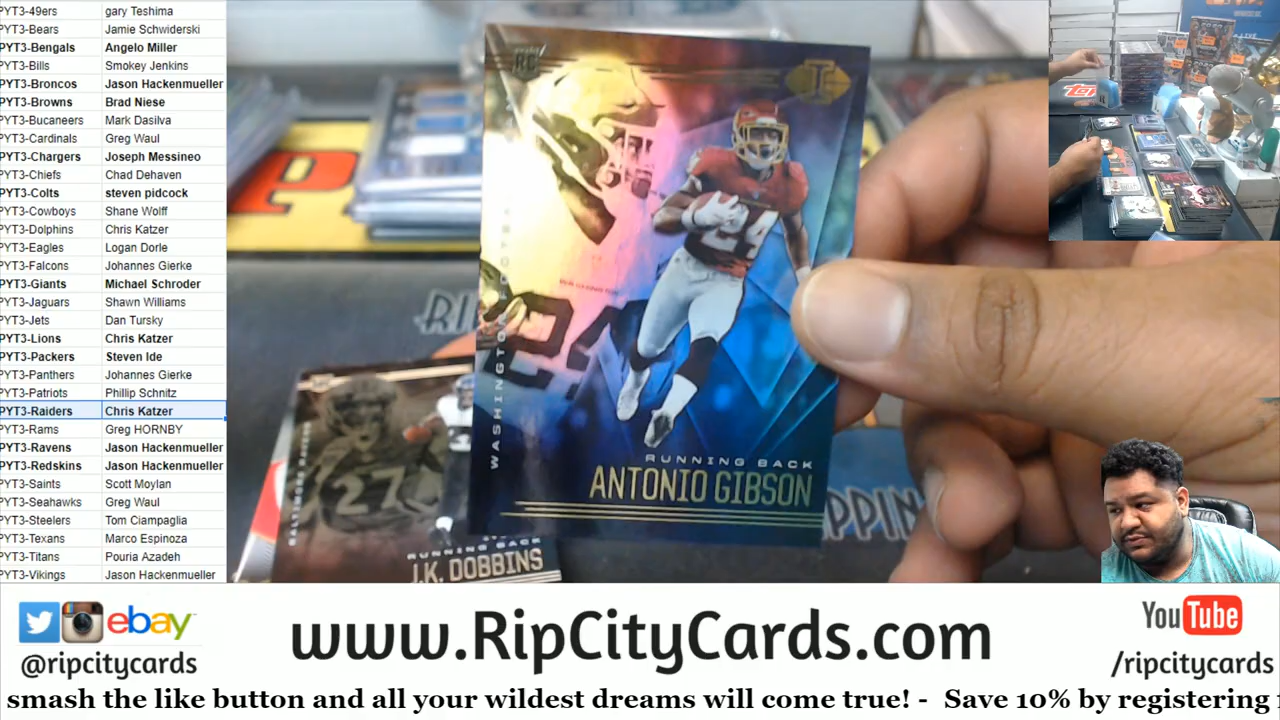 PYT3-49ers gary Teshima
PYT3-Bears Jamie Schwiderski
PYT3-Bengals Angelo Miller
PYT3-Bills Smokey Jenkins
PYT3-Broncos Jason Hackenmueller
PYT3-Browns Brad Niese
PYT3-Bucaneers Mark Dasilva
PYT3-Cardinals Greg Waul
PYT3-Chargers Joseph Messineo
PYT3-Chiefs Chad Dehaven
PYT3-Colts steven pidcock
PYT3-Cowboys Shane Wolff
PYT3-Dolphins Chris Katzer
PYT3-Eagles Logan Dorle
PYT3-Falcons Johannes Gierke
PYT3-Giants Michael Schroder
PYT3-Jaguars Shawn Williams
PYT3-Jets Dan Tursky
PYT3-Lions Chris Katzer
PYT3-Packers Steven Ide
PYT3-Panthers Johannes Gierke
PYT3-Patriots Phillip Schnitz
PYT3-Raiders Chris Katzer
PYT3-Rams Greg HORNBY
PYT3-Ravens Jason Hackenmueller
PYT3-Redskins Jason Hackenmueller
PYT3-Saints Scott Moylan
PYT3-Seahawks Greg Waul
PYT3-Steelers Tom Ciampaglia
PYT3-Texans Marco Espinoza
PYT3-Titans Pouria Azadeh
PYT3-Vikings Jason Hackenmueller
RC
24
WASHINGTON
RUNNING BACK
ANTONIO GIBSON
27
RUNNING BACK
J.K. DOBBINS
PPIN
ebay
@ripcitycards
www.RipCityCards.com
YouTube
/ripcitycards
smash the like button and all your wildest dreams will come true! - Save 10% by registering